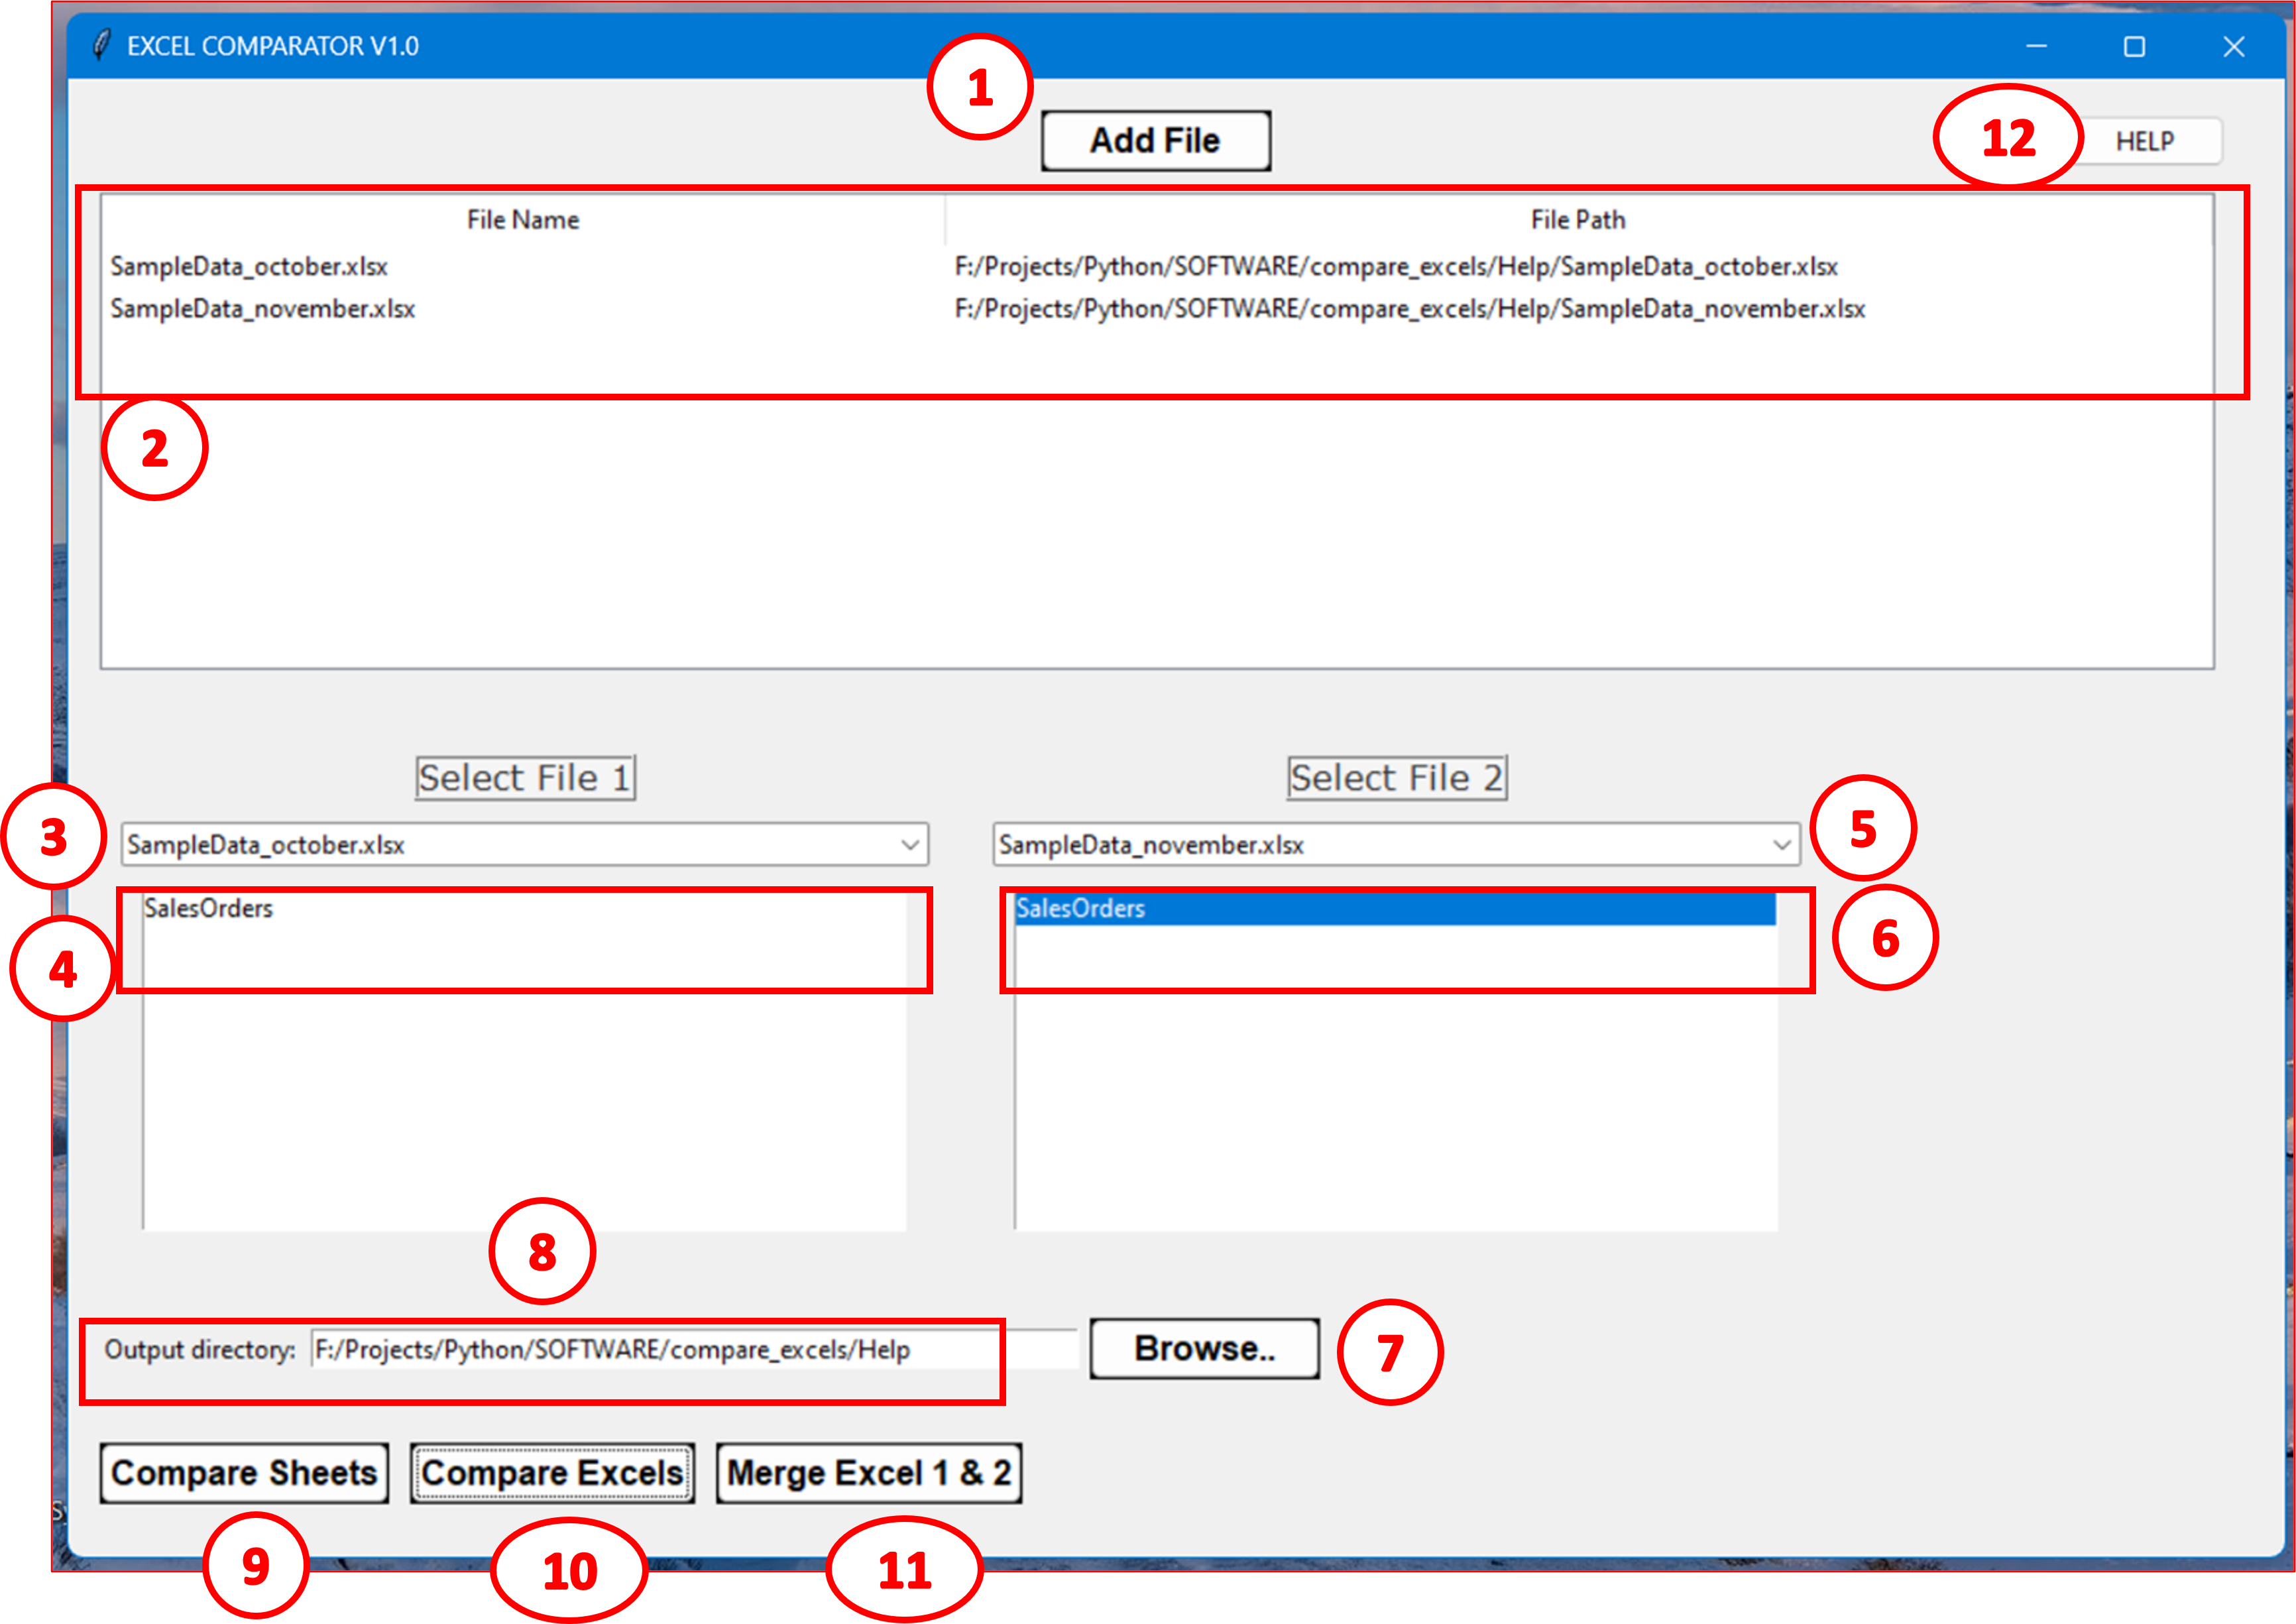 EXCEL COMPARATOR V1.0
1
Add File
12
HELP
File Name
File Path
SampleData_october.xlsx
F:/Projects/Python/SOFTWARE/compare_excels/Help/SampleData_october.xlsx
SampleData_november.xlsx
F:/Projects/Python/SOFTWARE/compare_excels/Help/SampleData_november.xlsx
2
Select File 1
Select File 2
3
SampleData_october.xlsx
SampleData_november.xlsx
5
4
SalesOrders
SalesOrders
6
8
Output directory:
F:/Projects/Python/SOFTWARE/compare_excels/Help
Browse..
7
Compare Sheets
Compare Excels
Merge Excel 1 & 2
9
10
11